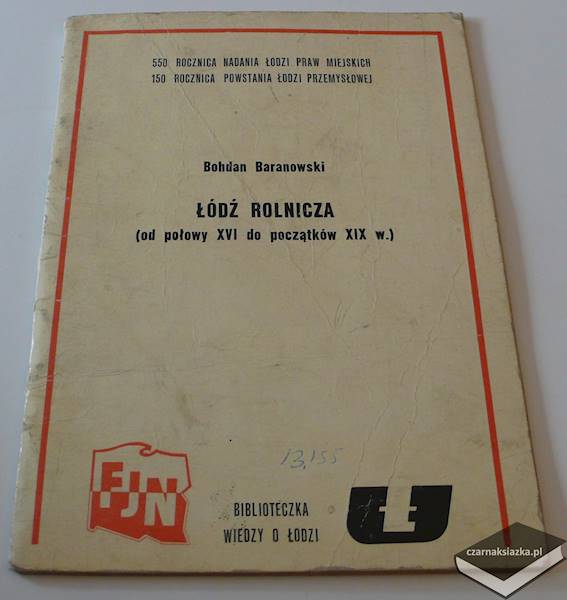 550 ROCZNICA NADANIA ŁODZI PRAW MIEJSKICH
150 ROCZNICA POWSTANIA ŁODZI PRZEMYSŁOWEJ
Bohdan Baranowski
ŁÓDŹ ROLNICZA
(od połowy XVI do początków XIX w.)
13,155
FJN
BIBLIOTECZKA
WIEDZY O ŁODZI
UŁ
czarnaksiazka.pl